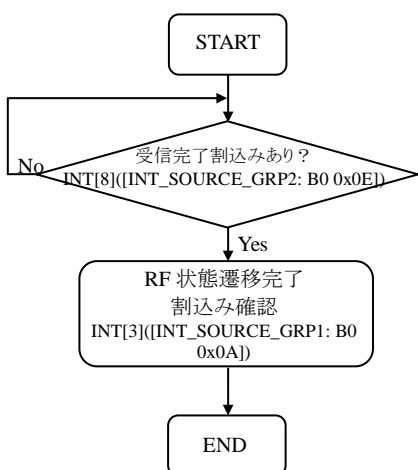 START
受信完了割込みあり？
No
INT[8]([INT_SOURCE_GRP2: B0 0x0E])
Yes
RF 状態遷移完了
割込み確認
INT[3]([INT_SOURCE_GRP1: B0
0x0A])
END